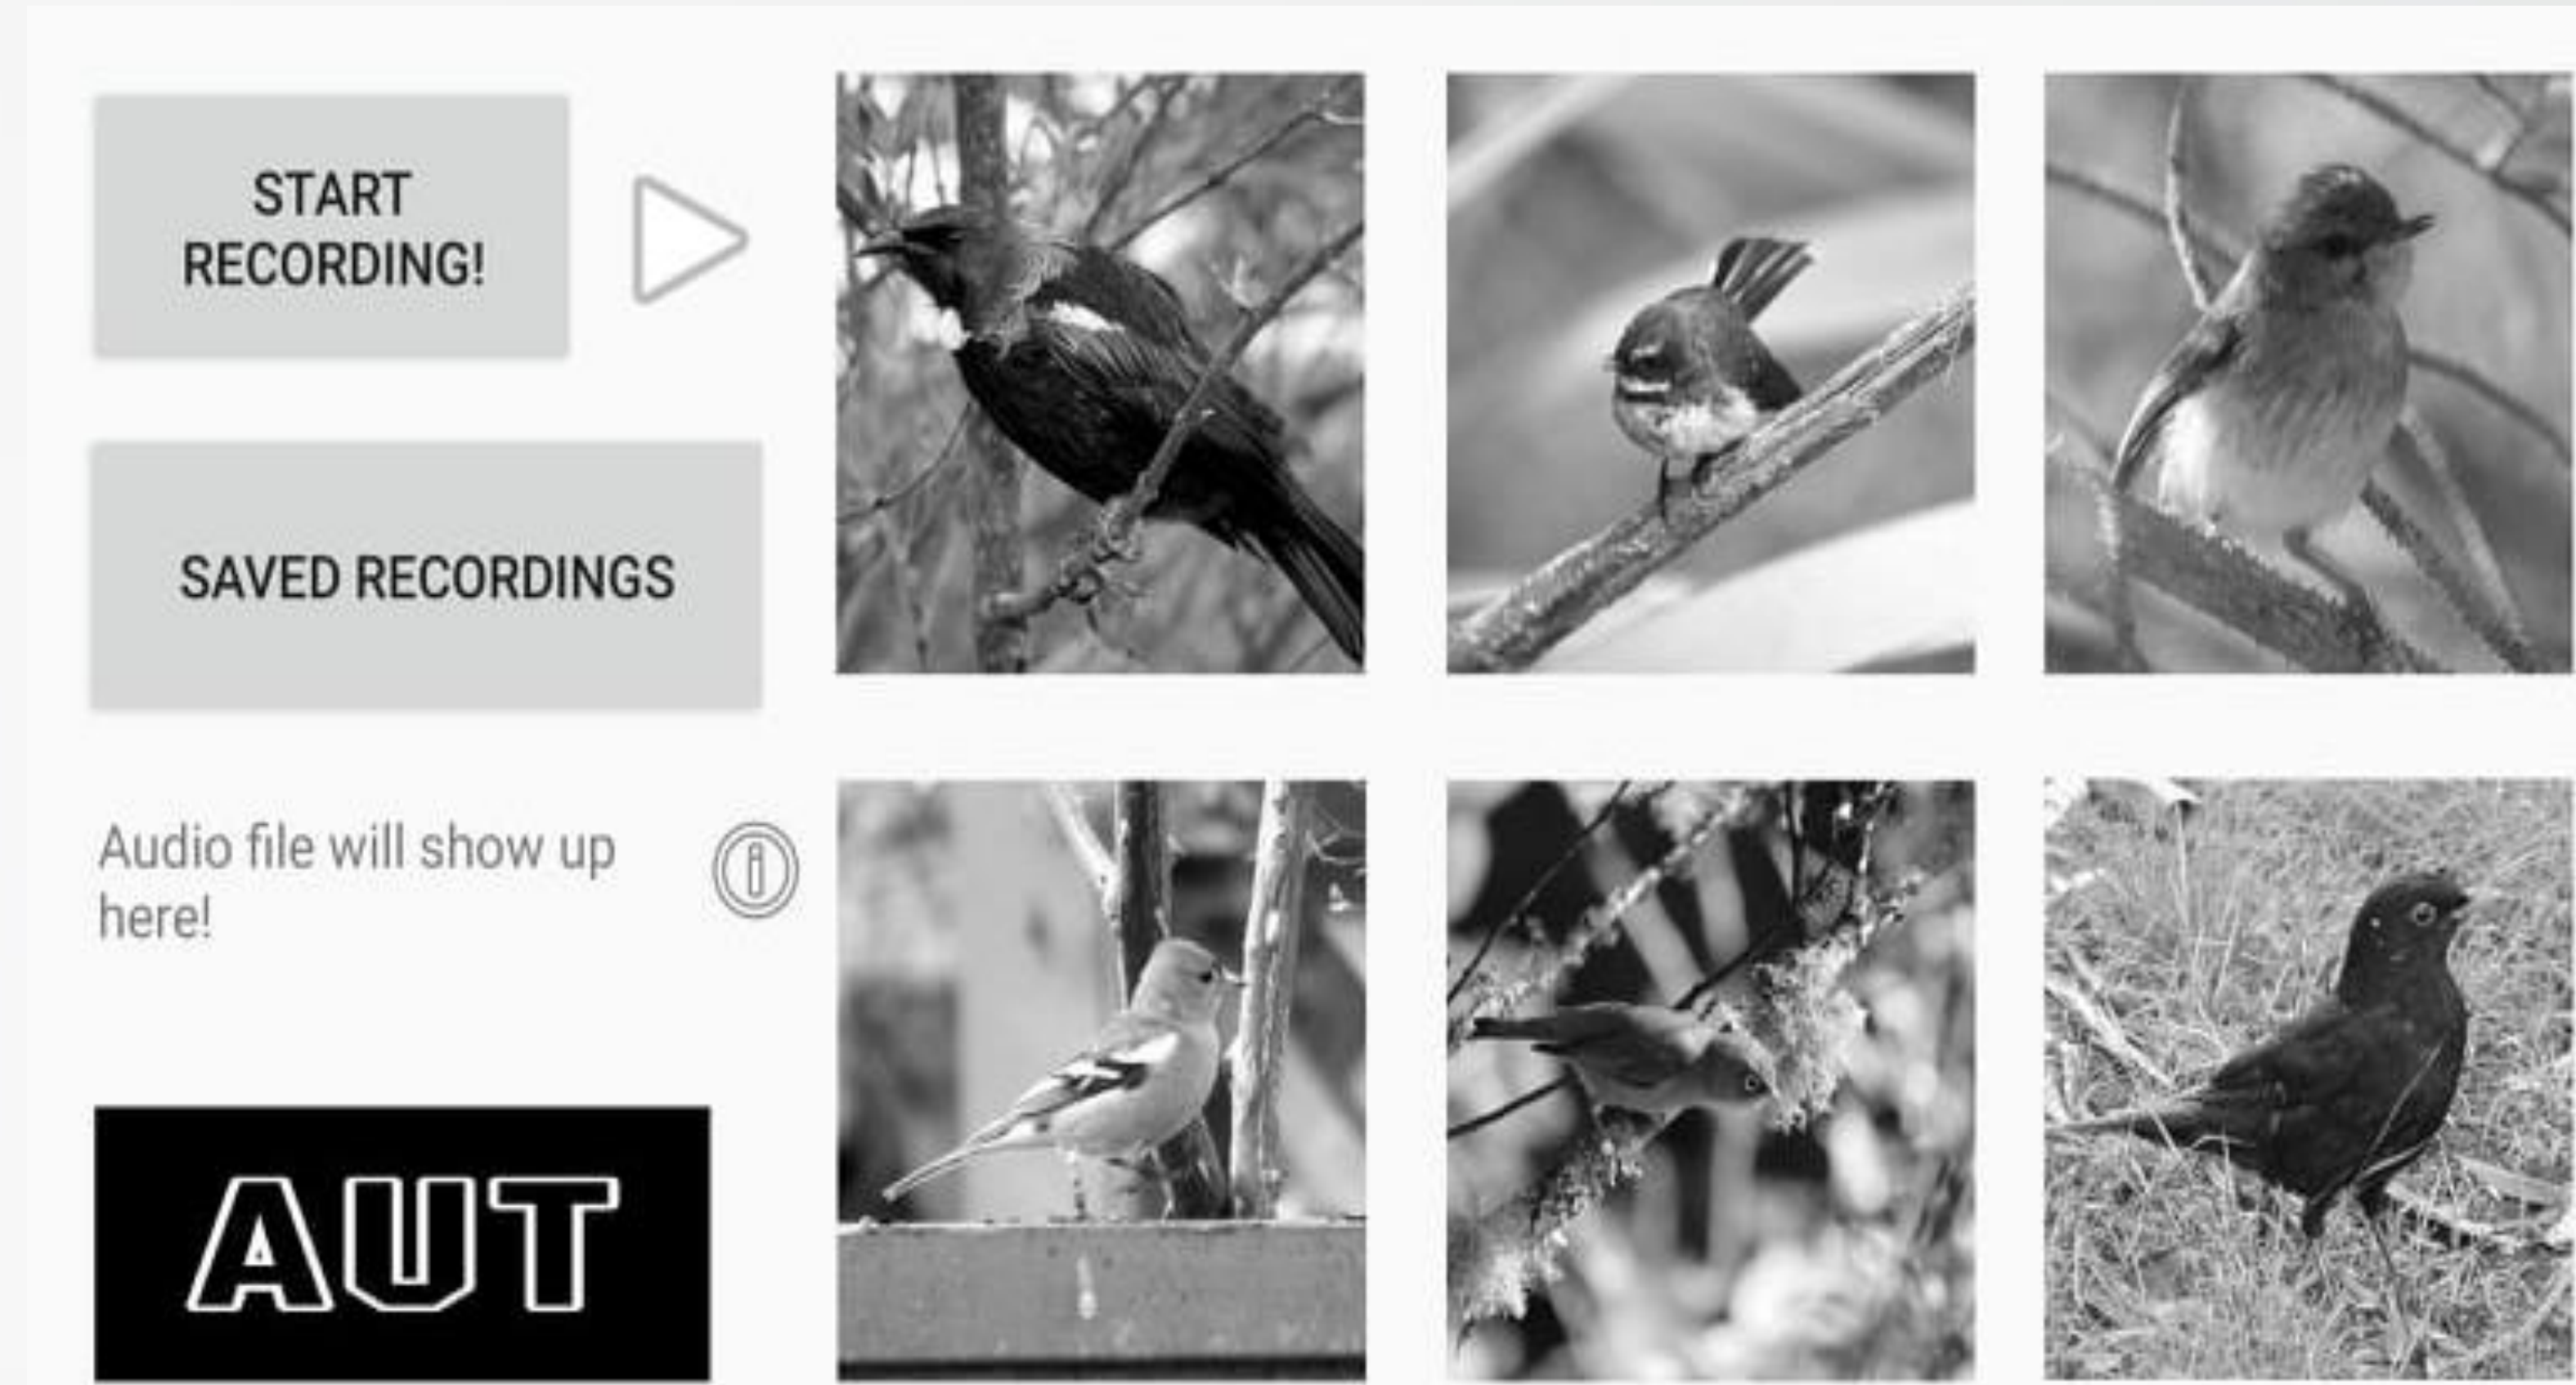 START
RECORDING!
SAVED RECORDINGS
Audio file will show up
here!
AUT